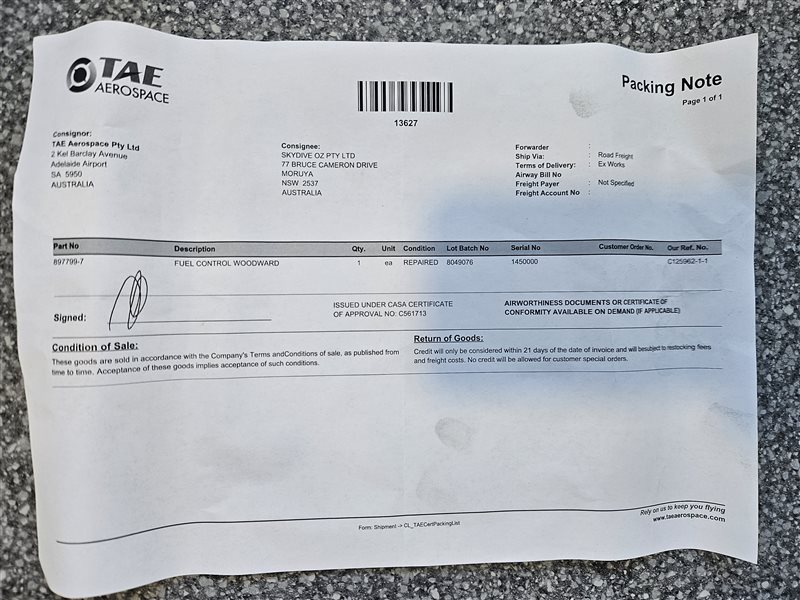 TAE
AEROSPACE
13627
Packing Note
Page 1 of 1
Consignor:
TAE Aerospace Pty Ltd
2 Kel Barclay Avenue
Adelaide Airport
SA 5950
AUSTRALIA
Consignee:
SKYDIVE OZ PTY LTD
77 BRUCE CAMERON DRIVE
MORUYA
NSW 2537
AUSTRALIA
Forwarder :
Ship Via: : Road Freight
Terms of Delivery: : Ex Works
Airway Bill No :
Freight Payer : Not Specified
Freight Account No :
Part No Description Qty. Unit Condition Lot Batch No Serial No Customer Order No. Our Ref. No.
897799-7 FUEL CONTROL WOODWARD 1 ea REPAIRED 8049076 1450000 C125962-1-1
Signed:
ISSUED UNDER CASA CERTIFICATE
OF APPROVAL NO: C561713
AIRWORTHINESS DOCUMENTS OR CERTIFICATE OF
CONFORMITY AVAILABLE ON DEMAND (IF APPLICABLE)
Condition of Sale:
These goods are sold in accordance with the Company's Terms andConditions of sale, as published from
time to time. Acceptance of these goods implies acceptance of such conditions.
Return of Goods:
Credit will only be considered within 21 days of the date of invoice and will besubject to restocking fees
and freight costs. No credit will be allowed for customer special orders.
Form: Shipment -> CL_TAECertPackingList
Rely on us to keep you flying
www.taeaerospace.com